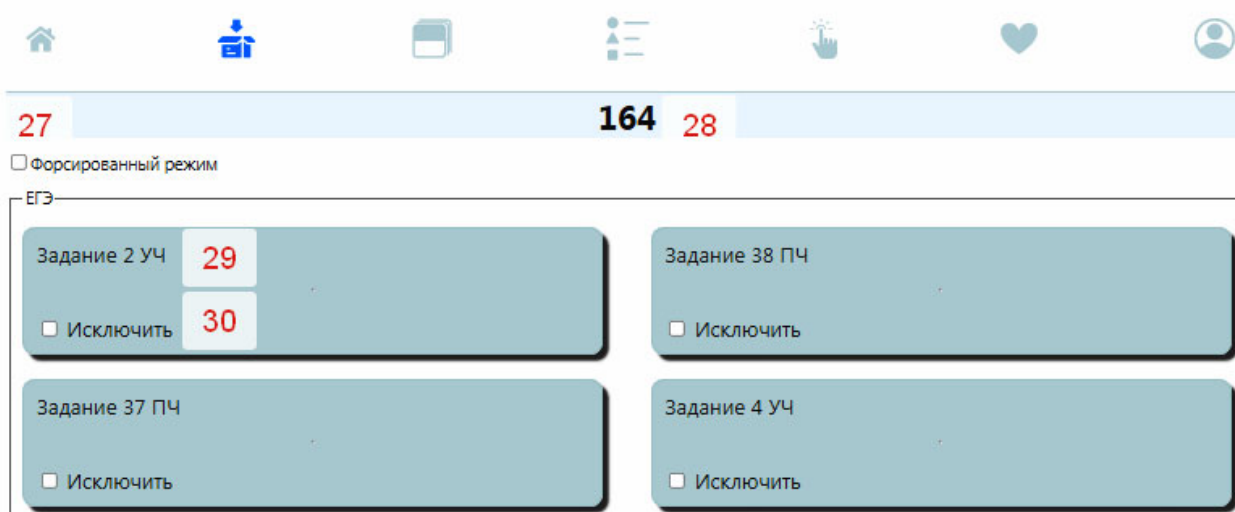 27 164 28
Форсированный режим
ЕГЭ
Задание 2 УЧ 29
Исключить 30
Задание 38 ПЧ
Исключить
Задание 37 ПЧ
Исключить
Задание 4 УЧ
Исключить